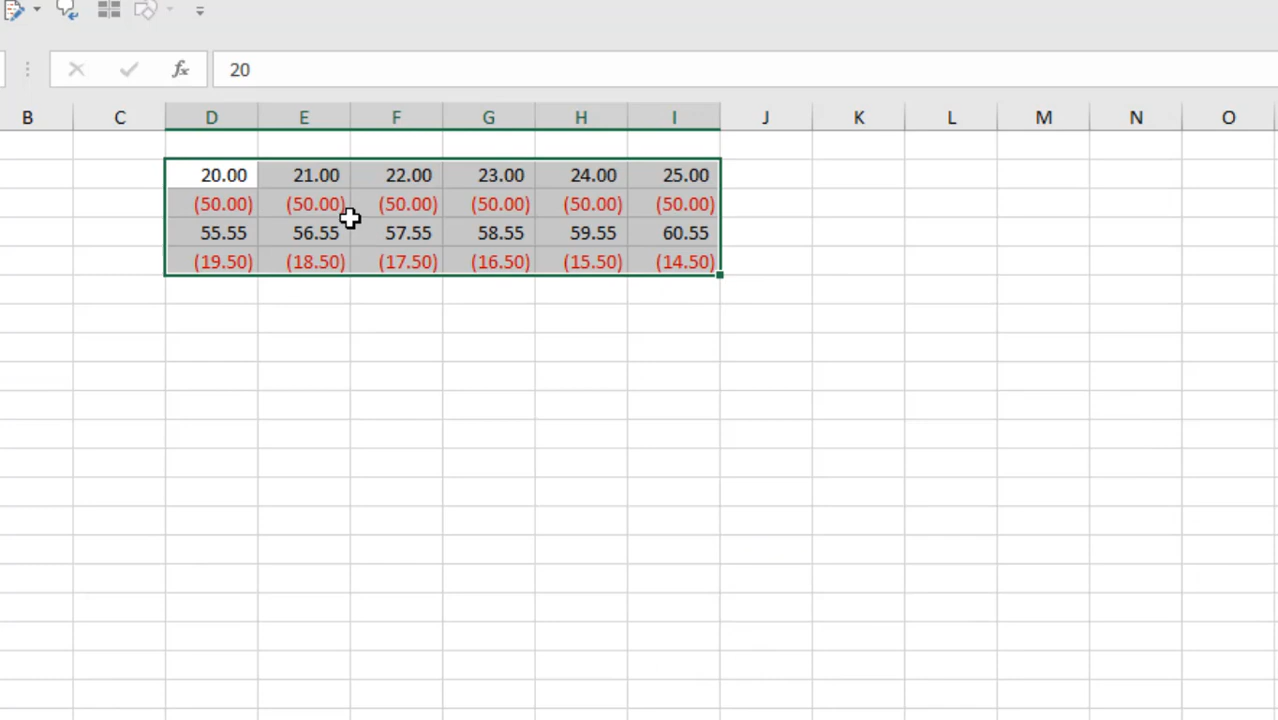 fx 20
B C D E F G H I J K L M N O
20.00 21.00 22.00 23.00 24.00 25.00
(50.00) (50.00) (50.00) (50.00) (50.00) (50.00)
55.55 56.55 57.55 58.55 59.55 60.55
(19.50) (18.50) (17.50) (16.50) (15.50) (14.50)